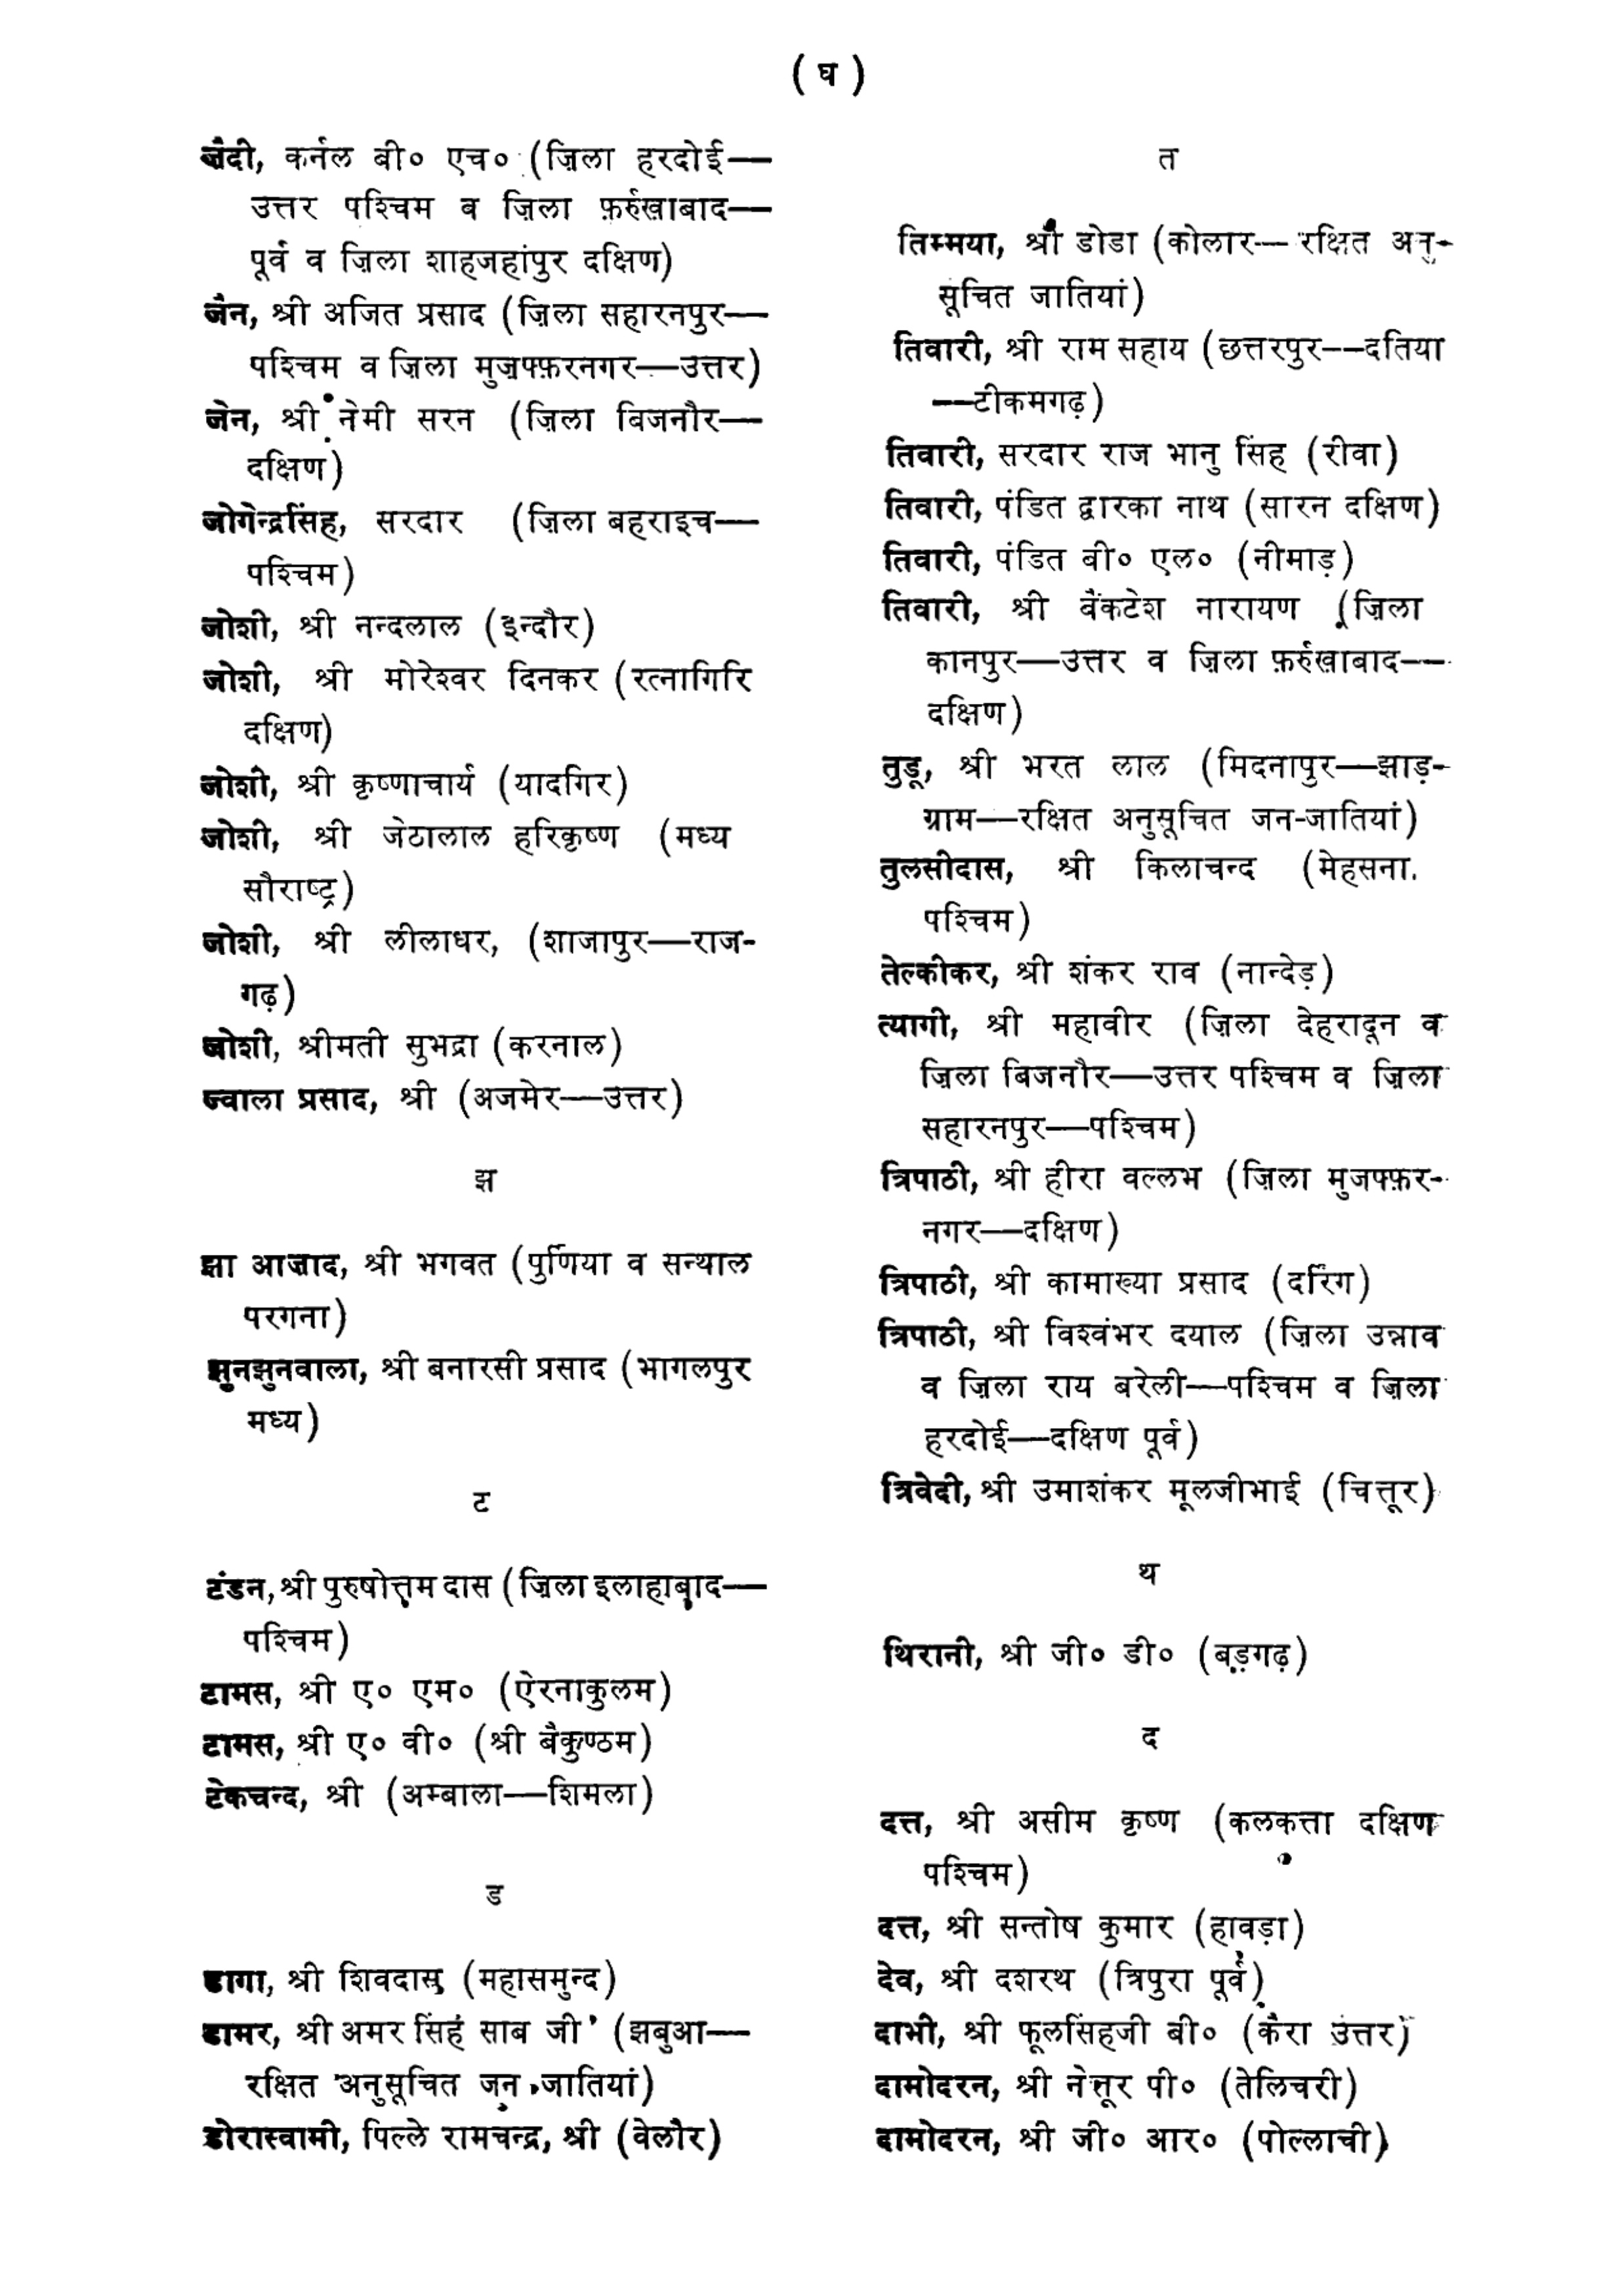 ( घ )
जैदी, कर्नल बी० एच० (ज़िला हरदोई—
उत्तर पश्चिम व ज़िला फ़र्रुखाबाद—
पूर्व व ज़िला शाहजहांपुर दक्षिण)
जैन, श्री अजित प्रसाद (ज़िला सहारनपुर—
पश्चिम व ज़िला मुज़फ्फ़रनगर—उत्तर)
जैन, श्री नेमी सरन (ज़िला बिजनौर—
दक्षिण)
जोगेन्द्रसिंह, सरदार (ज़िला बहराइच—
पश्चिम)
जोशी, श्री नन्दलाल (इन्दौर)
जोशी, श्री मोरेश्वर दिनकर (रत्नागिरि
दक्षिण)
जोशी, श्री कृष्णाचार्य (यादगिर)
जोशी, श्री जेठालाल हरिकृष्ण (मध्य
सौराष्ट्र)
जोशी, श्री लीलाधर, (शाजापुर—राज-
गढ़)
जोशी, श्रीमती सुभद्रा (करनाल)
ज्वाला प्रसाद, श्री (अजमेर—उत्तर)
झ
झा आज़ाद, श्री भगवत (पुर्णिया व सन्थाल
परगना)
झुनझुनवाला, श्री बनारसी प्रसाद (भागलपुर
मध्य)
ट
टंडन, श्री पुरुषोत्तम दास (ज़िला इलाहाबाद—
पश्चिम)
टामस, श्री ए० एम० (ऐरनाकुलम)
टामस, श्री ए० वी० (श्री बैकुण्ठम)
टेकचन्द, श्री (अम्बाला—शिमला)
ड
डागा, श्री शिवदास (महासमुन्द)
डामर, श्री अमर सिंह साब जी (झबुआ—
रक्षित अनुसूचित जन जातियां)
डोरास्वामी, पिल्ले रामचन्द्र, श्री (वेलौर)
त
तिम्मया, श्री डोडा (कोलार—रक्षित अनु-
सूचित जातियां)
तिवारी, श्री राम सहाय (छत्तरपुर—दतिया
—टीकमगढ़)
तिवारी, सरदार राज भानु सिंह (रीवा)
तिवारी, पंडित द्वारका नाथ (सारन दक्षिण)
तिवारी, पंडित बी० एल० (नीमाड़)
तिवारी, श्री बैंकटेश नारायण (ज़िला
कानपुर—उत्तर व ज़िला फ़र्रुखाबाद—
दक्षिण)
तुडू, श्री भरत लाल (मिदनापुर—झाड़-
ग्राम—रक्षित अनुसूचित जन-जातियां)
तुलसीदास, श्री किलाचन्द (मेहसना
पश्चिम)
तेल्कीकर, श्री शंकर राव (नान्देड़)
त्यागी, श्री महावीर (ज़िला देहरादून व
ज़िला बिजनौर—उत्तर पश्चिम व ज़िला
सहारनपुर—पश्चिम)
त्रिपाठी, श्री हीरा वल्लभ (ज़िला मुजफ्फ़र-
नगर—दक्षिण)
त्रिपाठी, श्री कामाख्या प्रसाद (दर्रिंग)
त्रिपाठी, श्री विश्वंभर दयाल (ज़िला उन्नाव
व ज़िला राय बरेली—पश्चिम व ज़िला
हरदोई—दक्षिण पूर्व)
त्रिवेदी, श्री उमाशंकर मूलजीभाई (चित्तूर)
थ
थिरानी, श्री जी० डी० (बड़गढ़)
द
दत्त, श्री असीम कृष्ण (कलकत्ता दक्षिण
पश्चिम)
दत्त, श्री सन्तोष कुमार (हावड़ा)
देव, श्री दशरथ (त्रिपुरा पूर्व)
दाभी, श्री फूलसिंहजी बी० (कैरा उत्तर)
दामोदरन, श्री नेत्तूर पी० (तेलिचरी)
दामोदरन, श्री जी० आर० (पोल्लाची)